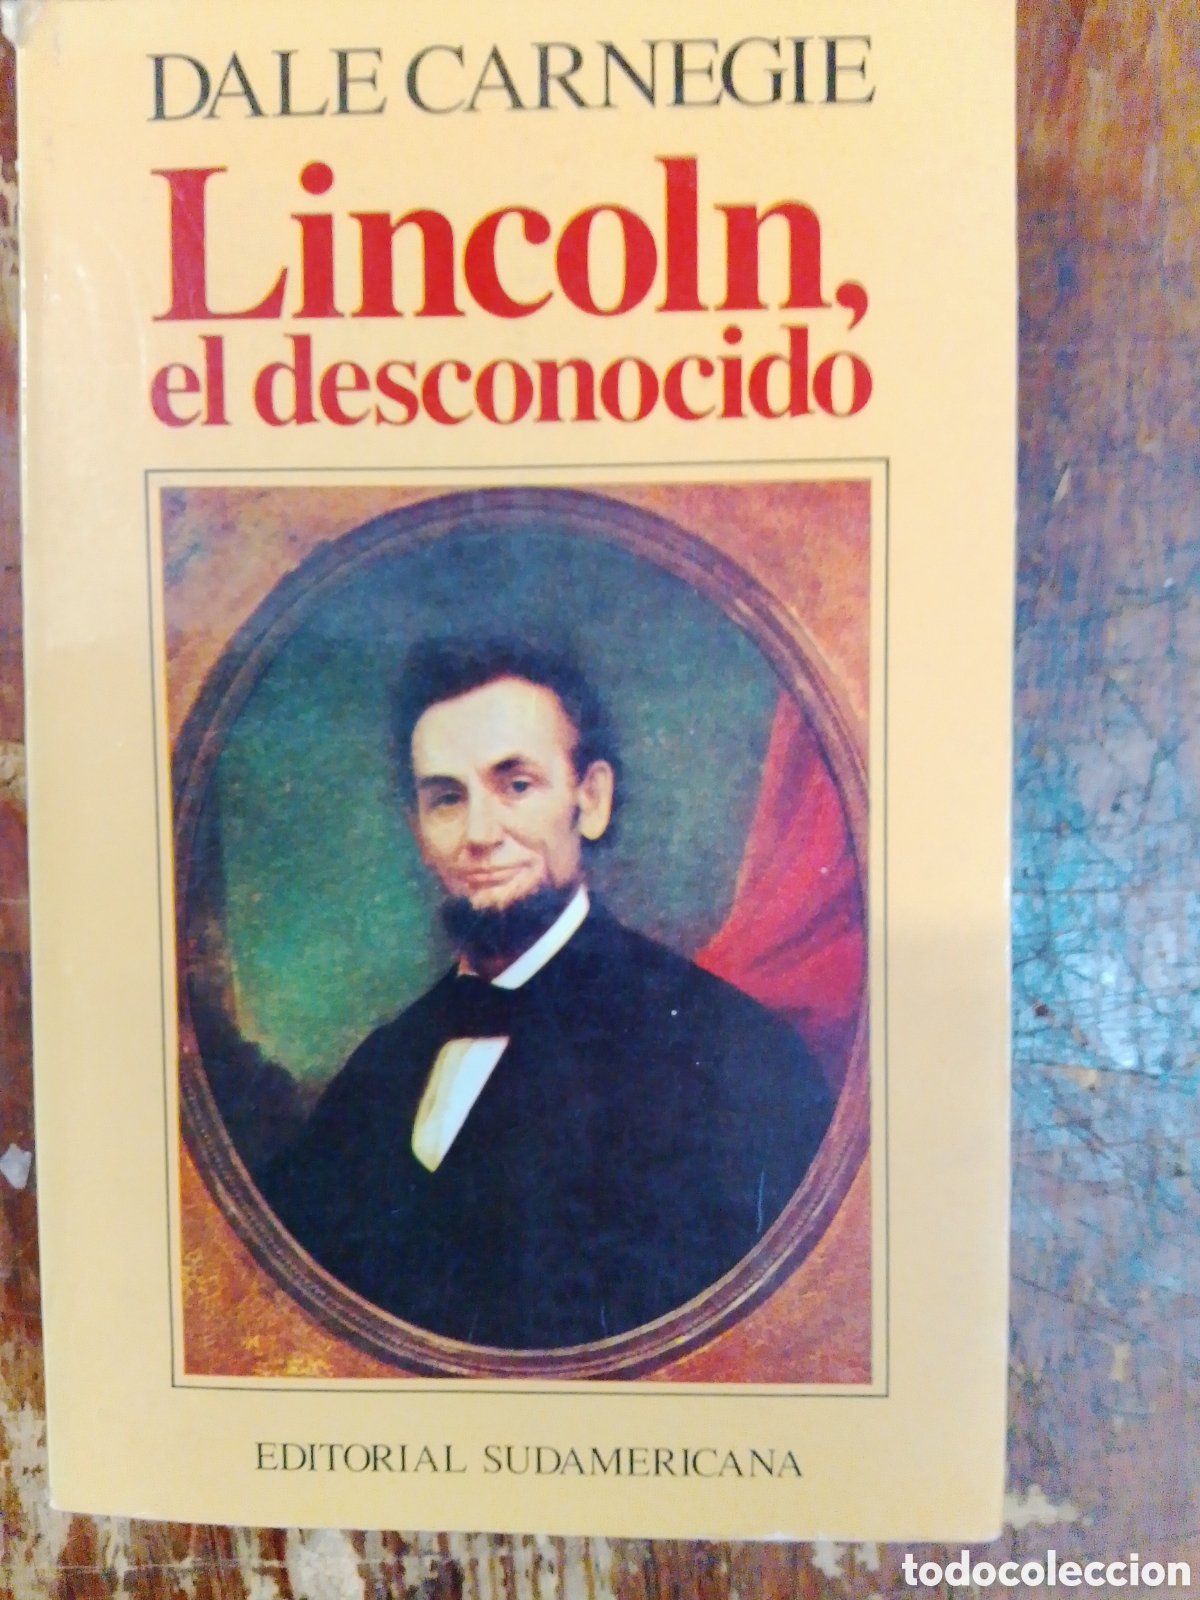 DALE CARNEGIE
Lincoln,
el desconocido
EDITORIAL SUDAMERICANA
todocoleccion